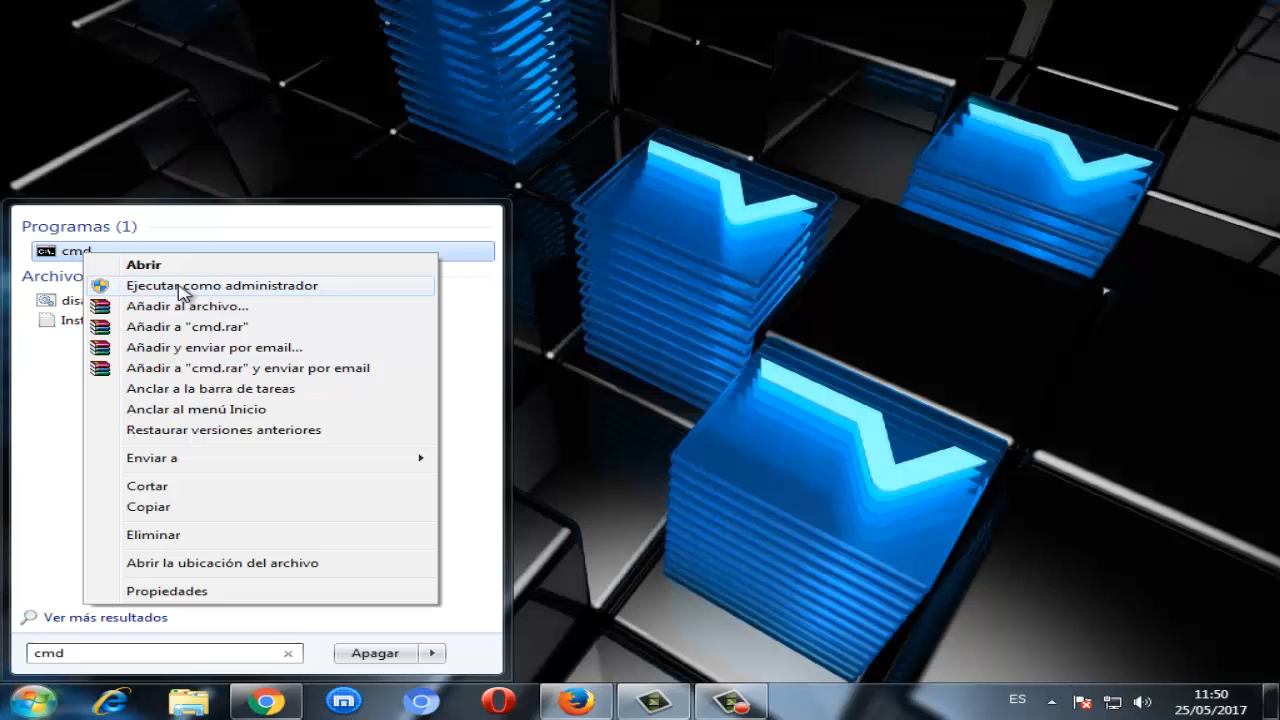 Programas (1)
cmd
Archivo
disa
Inst
Abrir
Ejecutar como administrador
Añadir al archivo...
Añadir a "cmd.rar"
Añadir y enviar por email...
Añadir a "cmd.rar" y enviar por email
Anclar a la barra de tareas
Anclar al menú Inicio
Restaurar versiones anteriores
Enviar a
Cortar
Copiar
Eliminar
Abrir la ubicación del archivo
Propiedades
Ver más resultados
cmd
Apagar
ES
11:50
25/05/2017